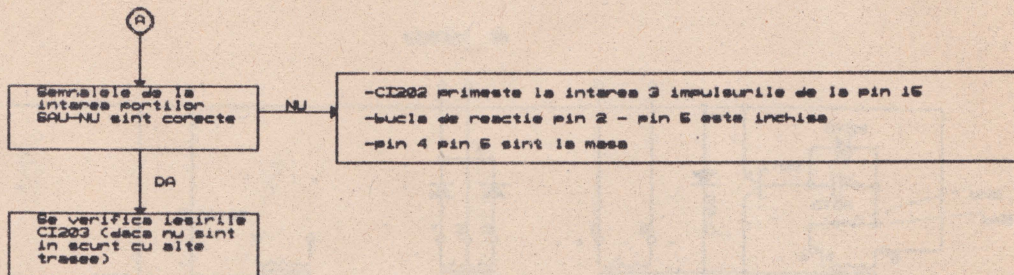 A
Semnalele de la
intarea portilor
SAU-NU sint corecte
NU
-CI202 primeste la intarea 3 impulsurile de la pin 15
-bucla de reactie pin 2 - pin 6 este inchisa
-pin 4 pin 6 sint la masa
DA
Se verifica iesirile
CI203 (daca nu sint
in scurt cu alte
trasee)